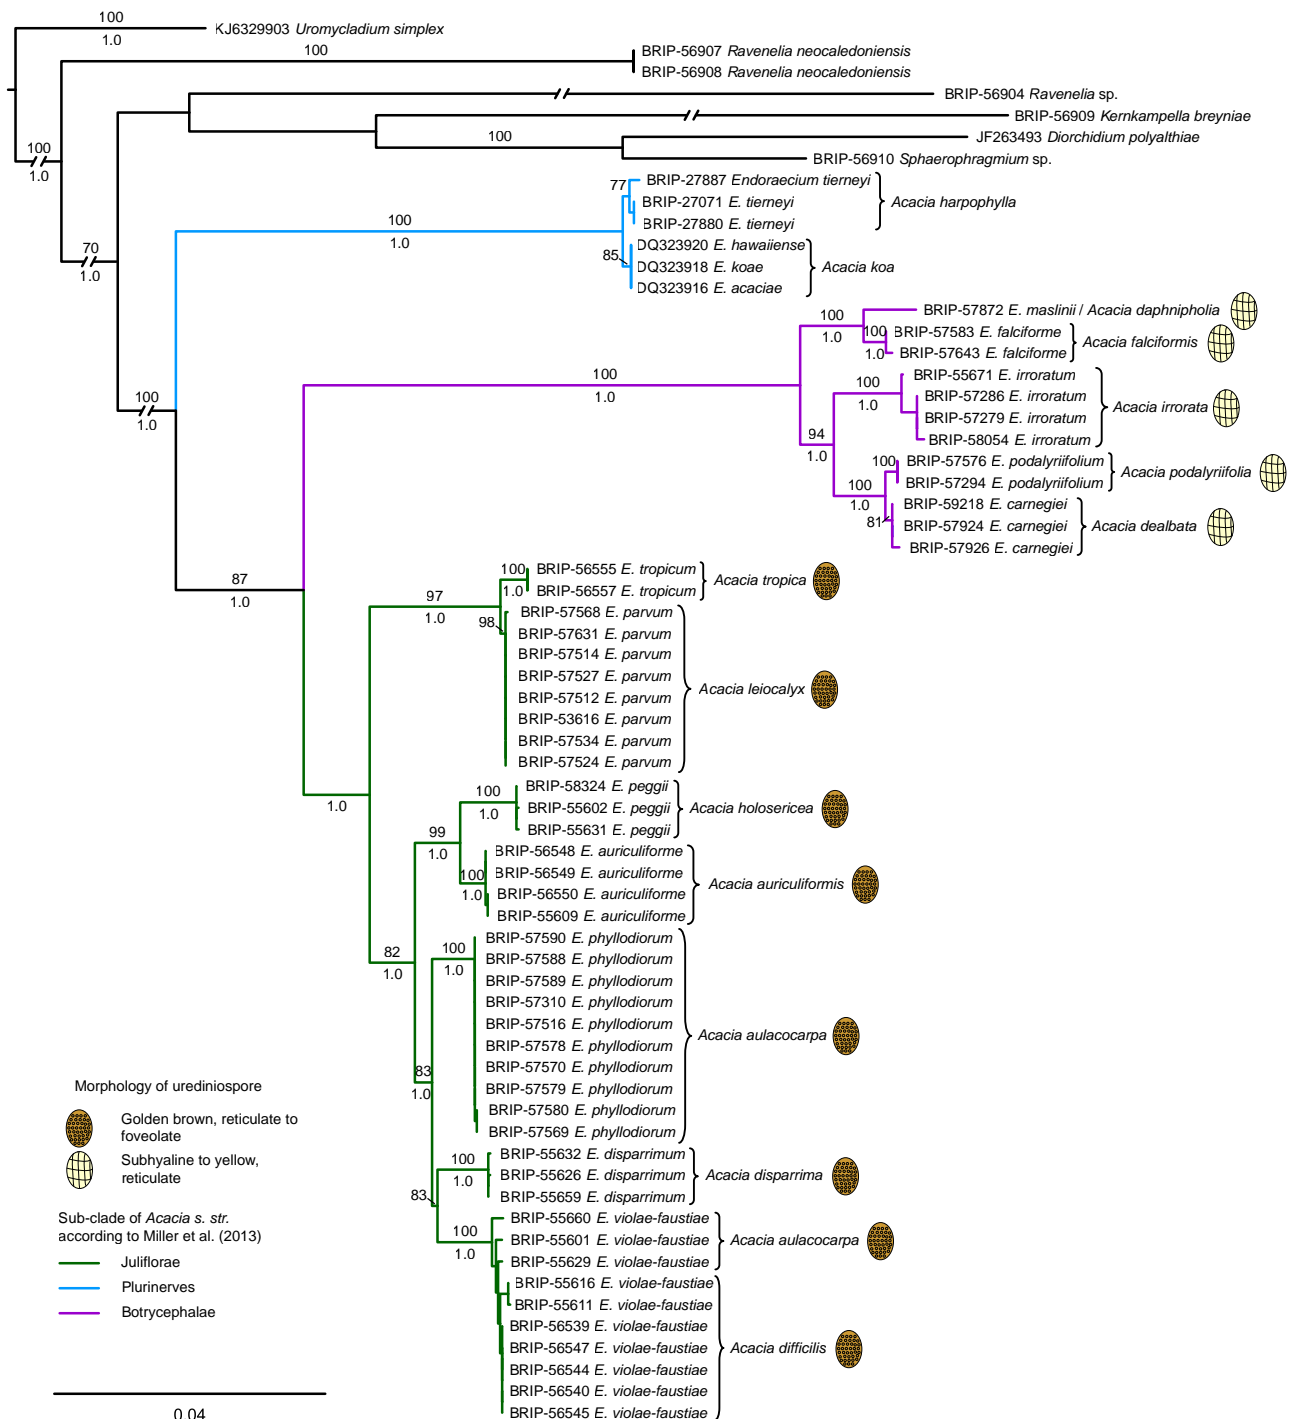 100
KJ6329903 Uromycladium simplex
1.0
100
BRIP-56907 Ravenelia neocaledoniensis
BRIP-56908 Ravenelia neocaledoniensis
BRIP-56904 Ravenelia sp.
BRIP-56909 Kernkampella breyniae
100
JF263493 Diorchidium polyalthiae
100
1.0
BRIP-56910 Sphaerophragmium sp.
77
BRIP-27887 Endoraecium tierneyi
BRIP-27071 E. tierneyi
Acacia harpophylla
BRIP-27880 E. tierneyi
100
1.0
70
1.0
85
DQ323920 E. hawaiiense
DQ323918 E. koae
Acacia koa
DQ323916 E. acaciae
BRIP-57872 E. maslinii / Acacia daphnipholia
100
1.0
100
1.0
BRIP-57583 E. falciforme
Acacia falciformis
BRIP-57643 E. falciforme
100
1.0
100
1.0
BRIP-55671 E. irroratum
BRIP-57286 E. irroratum
Acacia irrorata
BRIP-57279 E. irroratum
BRIP-58054 E. irroratum
100
1.0
94
1.0
100
BRIP-57576 E. podalyriifolium
Acacia podalyriifolia
BRIP-57294 E. podalyriifolium
100
1.0
81
BRIP-59218 E. carnegiei
BRIP-57924 E. carnegiei
Acacia dealbata
BRIP-57926 E. carnegiei
87
1.0
100
1.0
BRIP-56555 E. tropicum
Acacia tropica
BRIP-56557 E. tropicum
97
1.0
98
BRIP-57568 E. parvum
BRIP-57631 E. parvum
BRIP-57514 E. parvum
BRIP-57527 E. parvum
Acacia leiocalyx
BRIP-57512 E. parvum
BRIP-53616 E. parvum
BRIP-57534 E. parvum
BRIP-57524 E. parvum
1.0
100
1.0
BRIP-58324 E. peggii
BRIP-55602 E. peggii
Acacia holosericea
BRIP-55631 E. peggii
99
1.0
100
1.0
BRIP-56548 E. auriculiforme
BRIP-56549 E. auriculiforme
Acacia auriculiformis
BRIP-56550 E. auriculiforme
BRIP-55609 E. auriculiforme
82
1.0
100
1.0
BRIP-57590 E. phyllodiorum
BRIP-57588 E. phyllodiorum
BRIP-57589 E. phyllodiorum
BRIP-57310 E. phyllodiorum
BRIP-57516 E. phyllodiorum
Acacia aulacocarpa
BRIP-57578 E. phyllodiorum
BRIP-57570 E. phyllodiorum
BRIP-57579 E. phyllodiorum
BRIP-57580 E. phyllodiorum
BRIP-57569 E. phyllodiorum
83
1.0
100
1.0
BRIP-55632 E. disparrimum
BRIP-55626 E. disparrimum
Acacia disparrima
BRIP-55659 E. disparrimum
83
100
1.0
BRIP-55660 E. violae-faustiae
BRIP-55601 E. violae-faustiae
Acacia aulacocarpa
BRIP-55629 E. violae-faustiae
BRIP-55616 E. violae-faustiae
BRIP-55611 E. violae-faustiae
BRIP-56539 E. violae-faustiae
BRIP-56547 E. violae-faustiae
Acacia difficilis
BRIP-56544 E. violae-faustiae
BRIP-56540 E. violae-faustiae
BRIP-56545 E. violae-faustiae
Morphology of urediniospore
Golden brown, reticulate to
foveolate
Subhyaline to yellow,
reticulate
Sub-clade of Acacia s. str.
according to Miller et al. (2013)
Juliflorae
Plurinerves
Botrycephalae
0.04